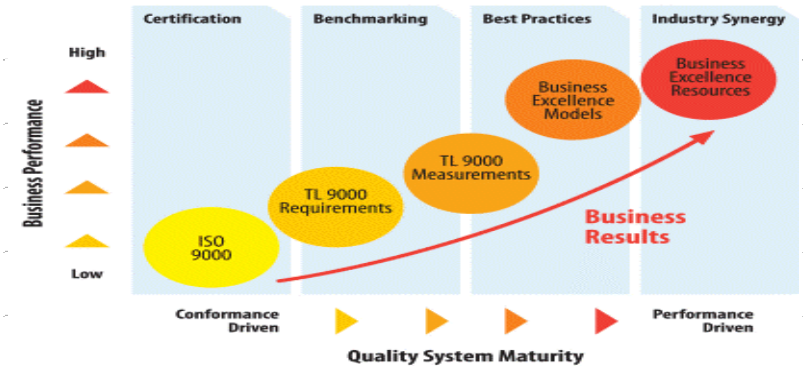 Certification
Benchmarking
Best Practices
Industry Synergy
High
Business Performance
Low
Business
Excellence
Resources
Business
Excellence
Models
TL 9000
Measurements
TL 9000
Requirements
ISO
9000
Business
Results
Conformance
Driven
Performance
Driven
Quality System Maturity